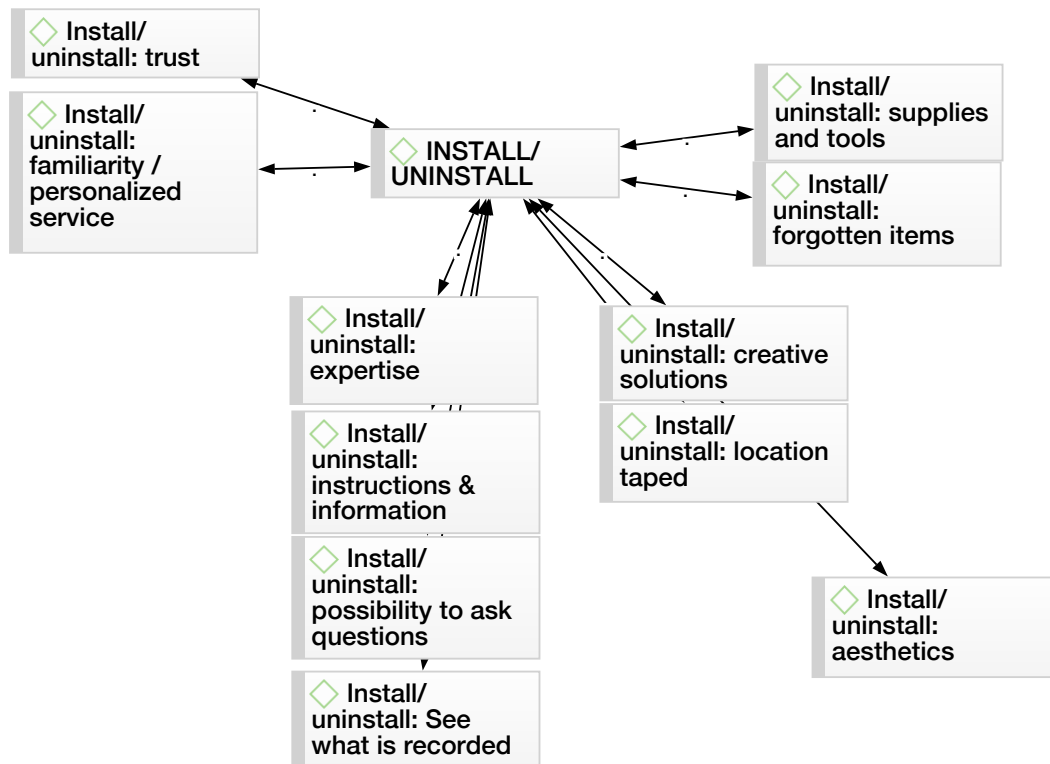 Install/
uninstall: trust
Install/
uninstall:
familiarity /
personalized
service
INSTALL/
UNINSTALL
Install/
uninstall: supplies
and tools
Install/
uninstall:
forgotten items
Install/
uninstall:
expertise
Install/
uninstall:
instructions &
information
Install/
uninstall:
possibility to ask
questions
Install/
uninstall: See
what is recorded
Install/
uninstall: creative
solutions
Install/
uninstall: location
taped
Install/
uninstall:
aesthetics